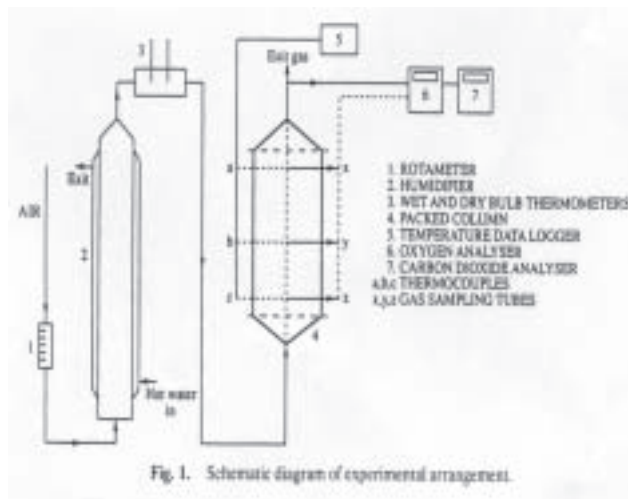 3
5
Exit gas
6
7
a
x
Exit
AIR
2
b
y
c
z
1
4
Hot water
in
1. ROTAMETER
2. HUMIDIFIER
3. WET AND DRY BULB THERMOMETERS
4. PACKED COLUMN
5. TEMPERATURE DATA LOGGER
6. OXYGEN ANALYSER
7. CARBON DIOXIDE ANALYSER
a,b,c THERMOCOUPLES
x,y,z GAS SAMPLING TUBES
Fig. 1. Schematic diagram of experimental arrangement.